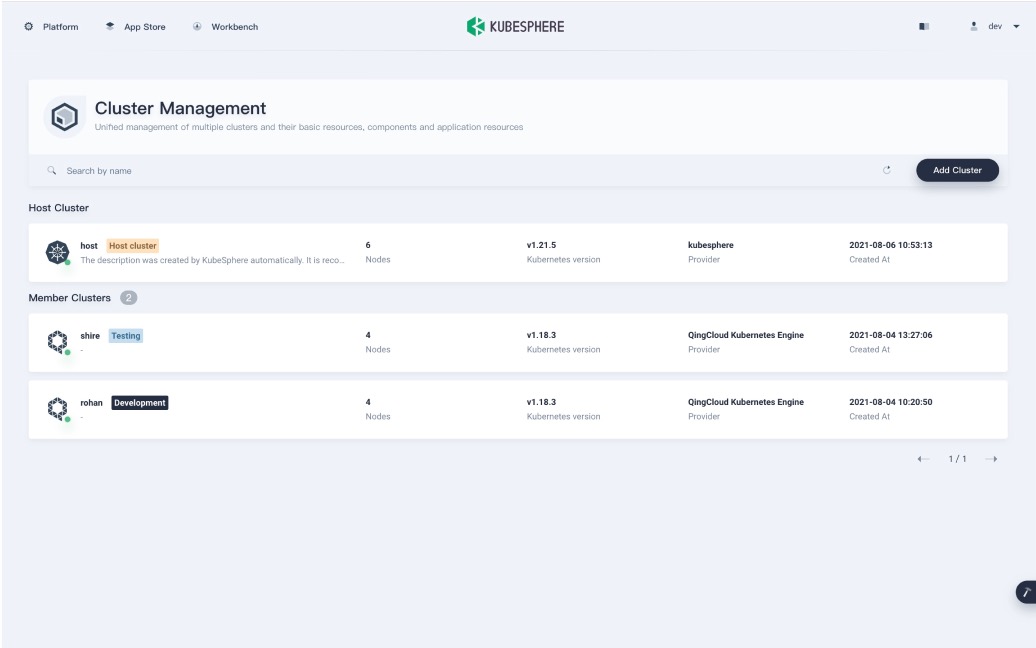 Platform App Store Workbench KUBESPHERE dev
Cluster Management
Unified management of multiple clusters and their basic resources, components and application resources
Search by name Add Cluster
Host Cluster
host Host cluster 6 v1.21.5 kubesphere 2021-08-06 10:53:13
The description was created by KubeSphere automatically. It is reco... Nodes Kubernetes version Provider Created At
Member Clusters 2
shire Testing 4 v1.18.3 QingCloud Kubernetes Engine 2021-08-04 13:27:06
- Nodes Kubernetes version Provider Created At
rohan Development 4 v1.18.3 QingCloud Kubernetes Engine 2021-08-04 10:20:50
- Nodes Kubernetes version Provider Created At
1 / 1